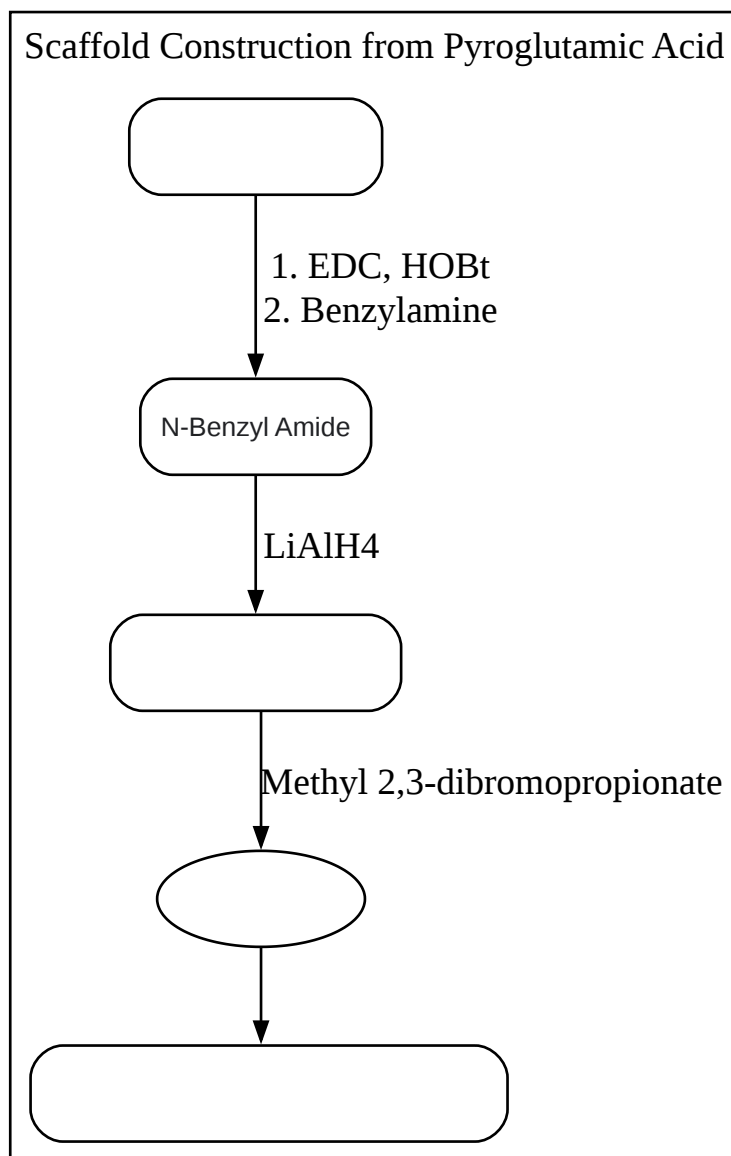 Scaffold Construction from Pyroglutamic Acid
1. EDC, HOBt
2. Benzylamine
N-Benzyl Amide
LiAlH4
Methyl 2,3-dibromopropionate